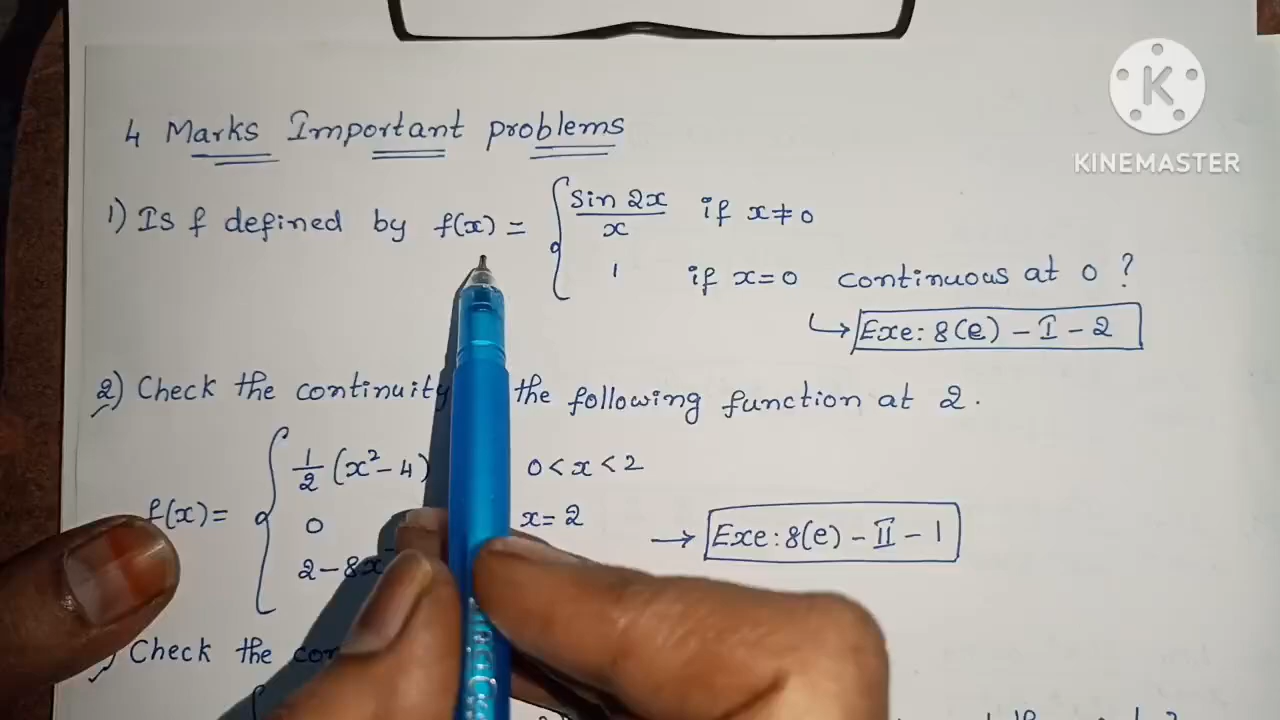 4 Marks Important problems
1) Is f defined by f(x) = { sin 2x / x if x ≠ 0
1 if x = 0 continuous at 0 ?
↳ Exe: 8(e) - I - 2
2) Check the continuity the following function at 2.
f(x) = { 1/2 (x² - 4) 0 < x < 2
0 x = 2 → Exe: 8(e) - II - 1
2 - 8x
) Check the
K
KINEMASTER